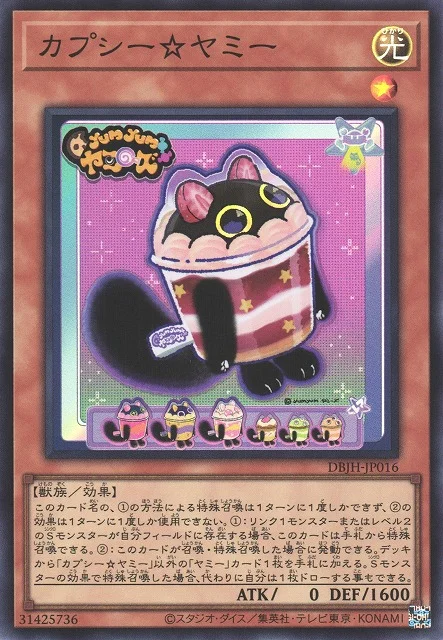 カプシー☆ヤミー
光
yumyum
DBJH-JP016
【獣族／効果】
このカード名の、①の方法による特殊召喚は1ターンに1度しかできず、②の
効果は1ターンに1度しか使用できない。①：リンク1モンスターまたはレベル2
のSモンスターが自分フィールドに存在する場合、このカードは手札から特殊
召喚できる。②：このカードが召喚・特殊召喚した場合に発動できる。デッキ
から「カプシー☆ヤミー」以外の「ヤミー」カード1枚を手札に加える。Sモンス
ターの効果で特殊召喚した場合、代わりに自分は1枚ドローする事もできる。
ATK/ 0 DEF/1600
31425736
©スタジオ・ダイス／集英社・テレビ東京・KONAMI